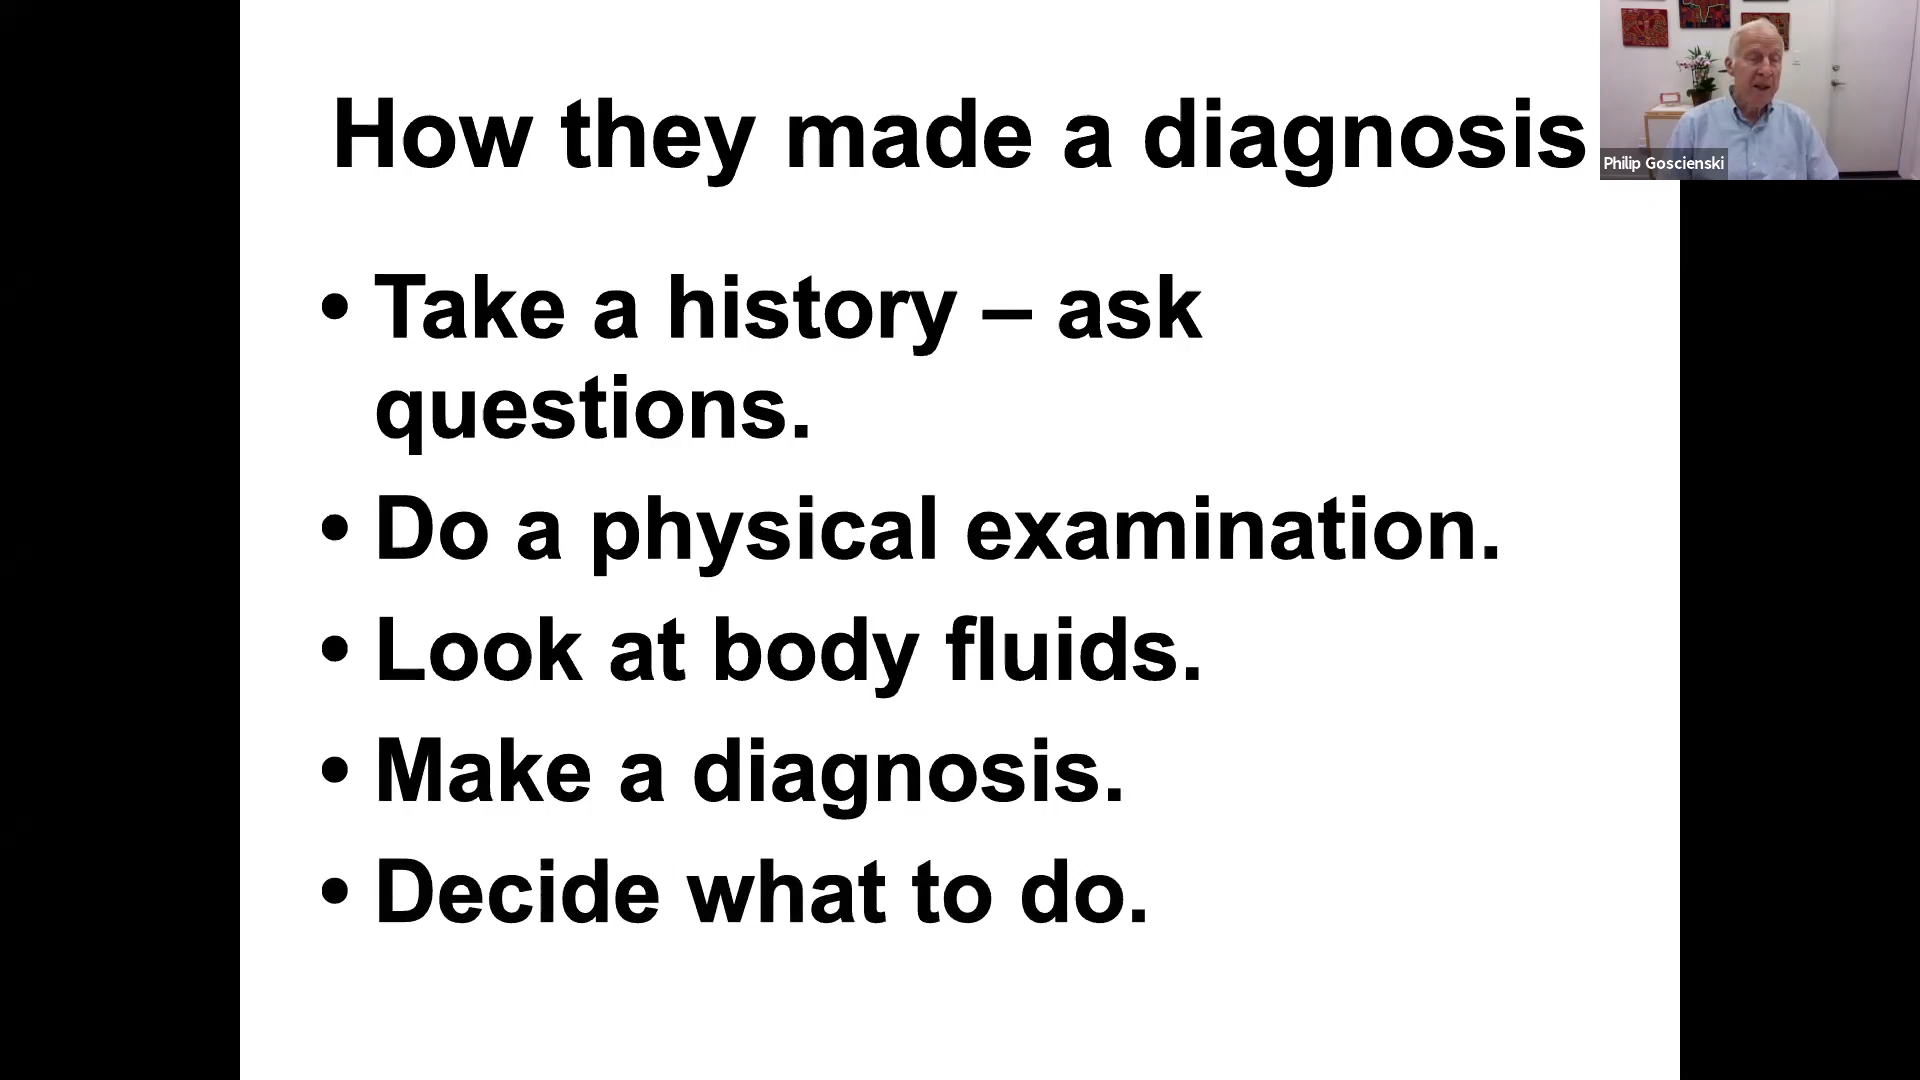 How they made a diagnosis
Philip Goscienski
• Take a history – ask
questions.
• Do a physical examination.
• Look at body fluids.
• Make a diagnosis.
• Decide what to do.